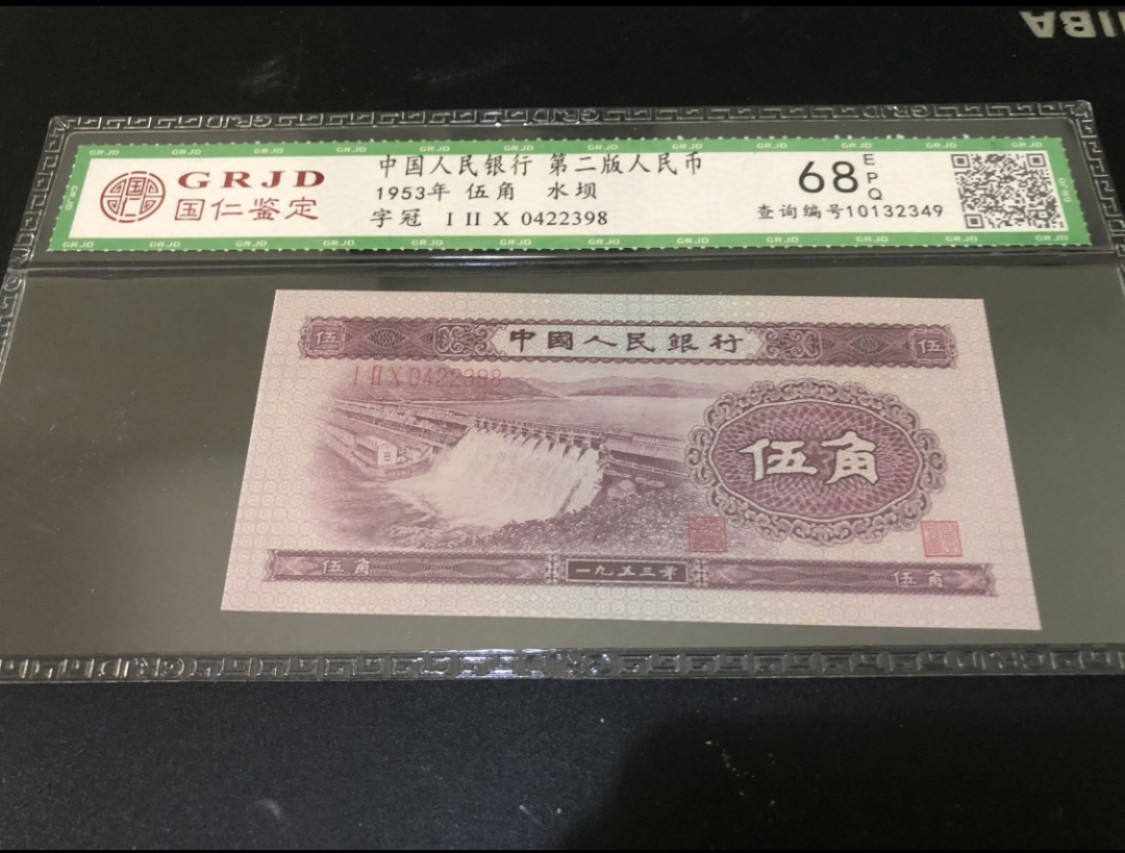 GRJD
国仁鉴定
中国人民银行 第二版人民币
1953年 伍角 水坝
字冠 I II X 0422398
68 EPQ
查询编号10132349
伍 中國人民銀行 伍
I II X 0422398
伍角
伍角 一九五三年 伍角